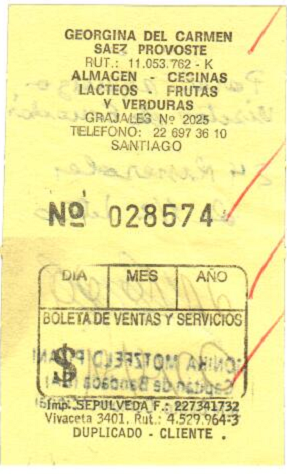 GEORGINA DEL CARMEN
SAEZ PROVOSTE
RUT.: 11.053.762 - K
ALMACEN - CECINAS
LACTEOS - FRUTAS
Y VERDURAS
GRAJALES Nº 2025
TELEFONO: 22 697 36 10
SANTIAGO
Nº 028574
DIA MES AÑO
BOLETA DE VENTAS Y SERVICIOS
$
Imp. SEPULVEDA F.: 227341732
Vivaceta 3401, Rut.: 4.529.964-3
DUPLICADO - CLIENTE .